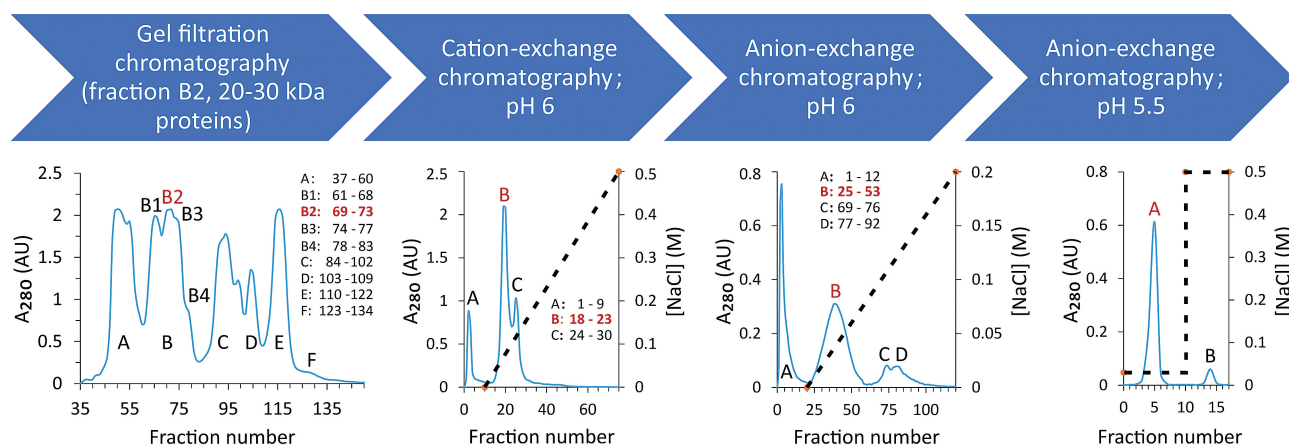 Gel filtration
chromatography
(fraction B2, 20-30 kDa
proteins)
Cation-exchange
chromatography;
pH 6
Anion-exchange
chromatography;
pH 6
Anion-exchange
chromatography;
pH 5.5
2.5
2
1.5
1
0.5
0
A280 (AU)
B1
B2
B3
B4
A
B
C
D
E
F
A: 37 - 60
B1: 61 - 68
B2: 69 - 73
B3: 74 - 77
B4: 78 - 83
C: 84 -102
D: 103 -109
E: 110 -122
F: 123 -134
35 55 75 95 115 135
Fraction number
2.5
2
1.5
1
0.5
0
A280 (AU)
A
B
C
A: 1 - 9
B: 18 - 23
C: 24 - 30
0.5
0.4
0.3
0.2
0.1
0
[NaCl] (M)
0 20 40 60
Fraction number
0.8
0.6
0.4
0.2
0
A280 (AU)
A
B
C D
A: 1 - 12
B: 25 - 53
C: 69 - 76
D: 77 - 92
0.2
0.15
0.1
0.05
0
[NaCl] (M)
0 25 50 75 100
Fraction number
0.8
0.6
0.4
0.2
0
A280 (AU)
A
B
0.5
0.4
0.3
0.2
0.1
0
[NaCl] (M)
0 5 10 15
Fraction number